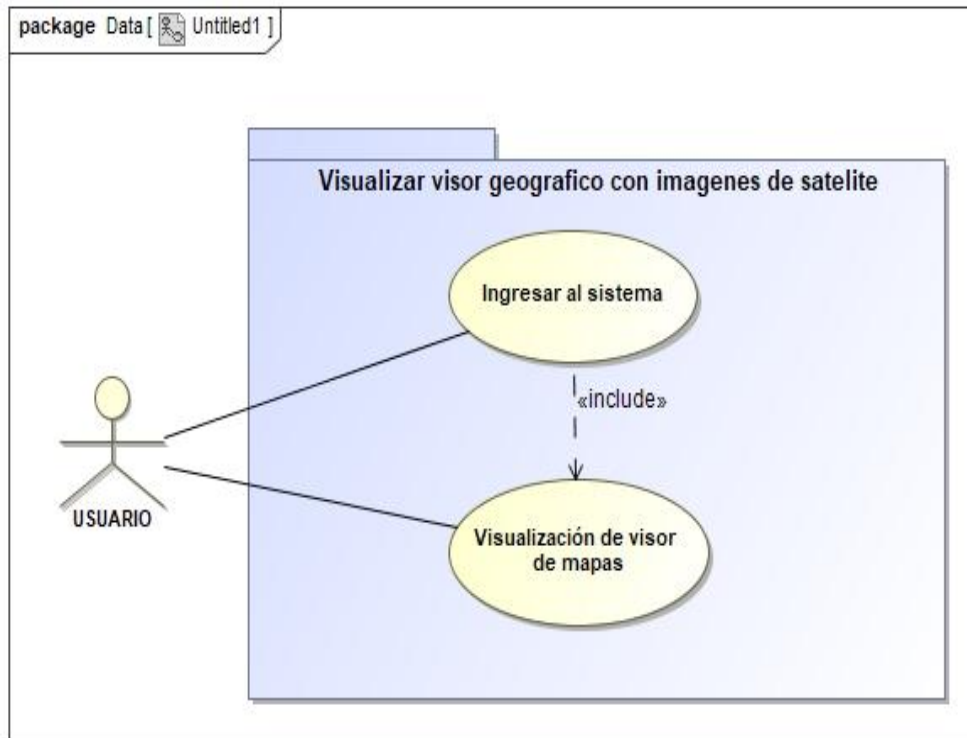 package Data [ Untitled1 ]
Visualizar visor geografico con imagenes de satelite
Ingresar al sistema
«include»
USUARIO
Visualización de visor
de mapas